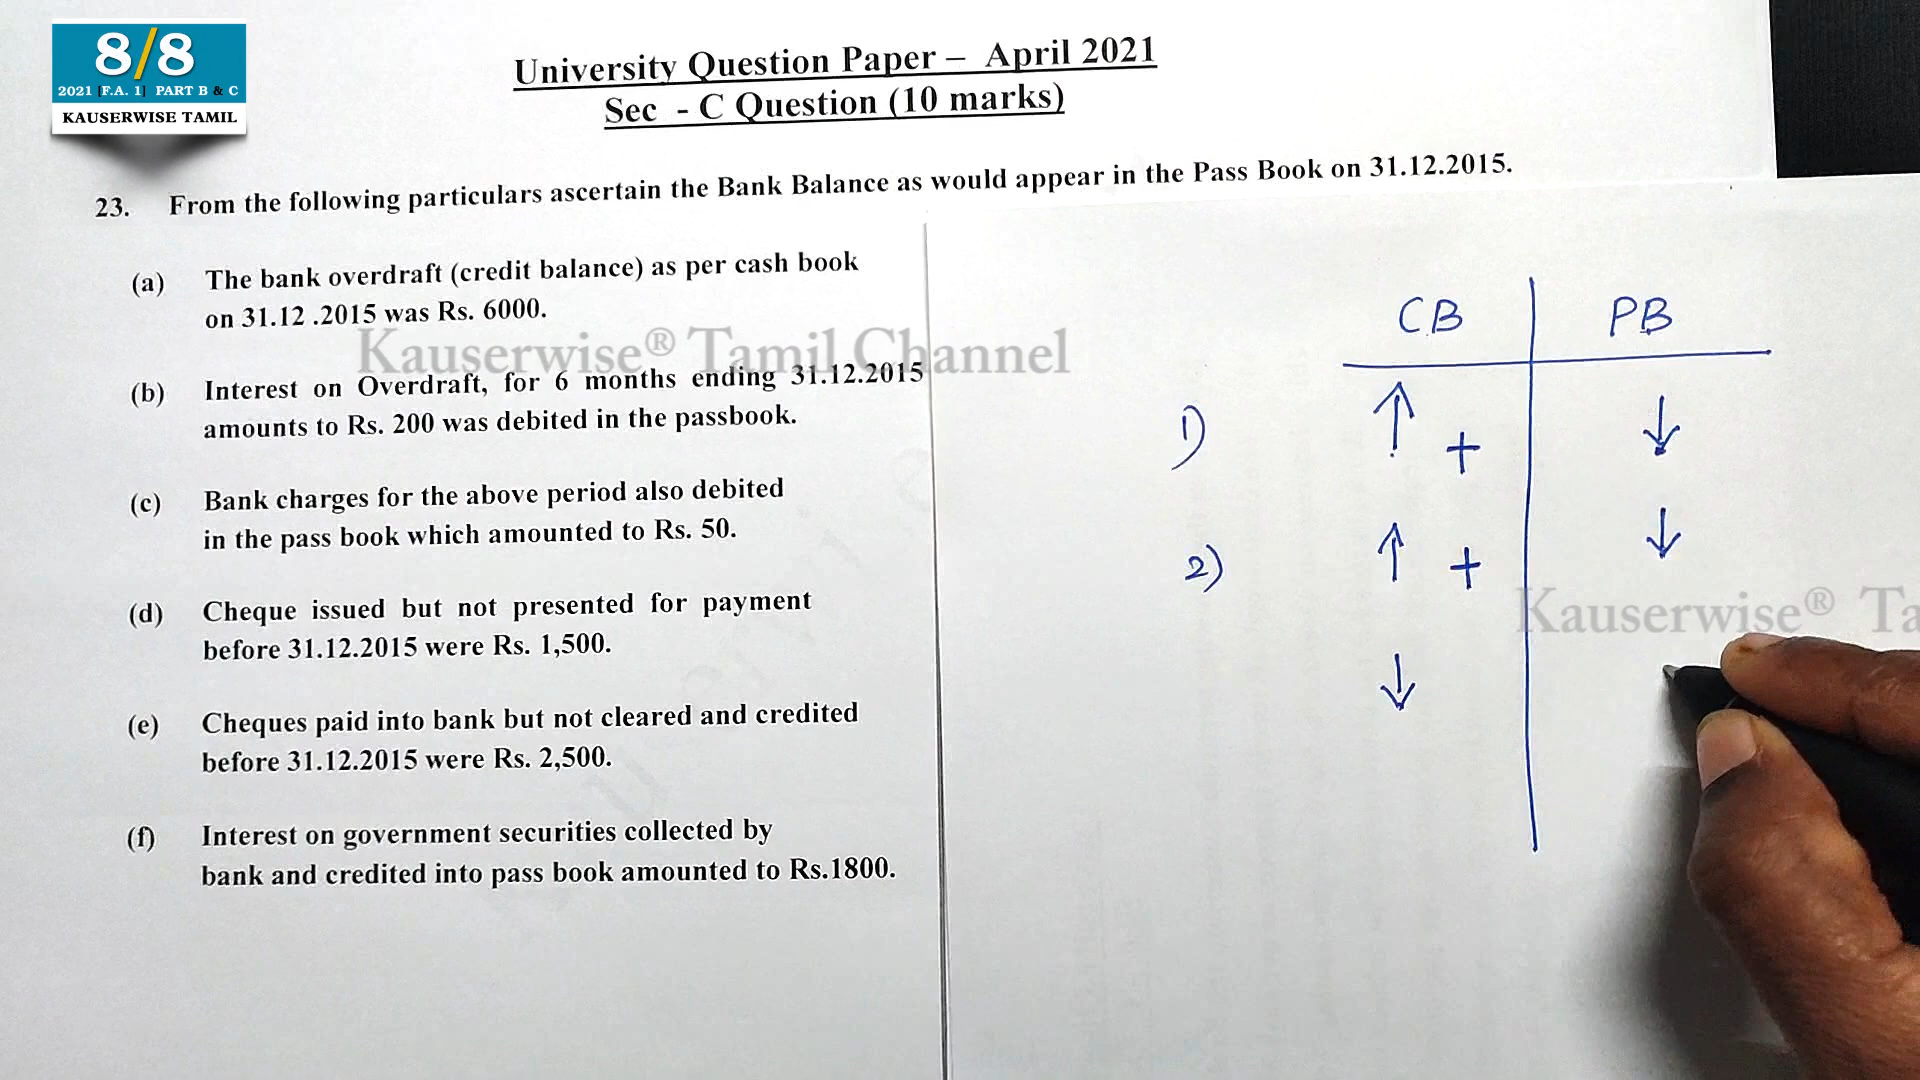 8/8
2021 [F.A. 1] PART B & C
KAUSERWISE TAMIL
University Question Paper – April 2021
Sec - C Question (10 marks)
23. From the following particulars ascertain the Bank Balance as would appear in the Pass Book on 31.12.2015.
(a) The bank overdraft (credit balance) as per cash book
on 31.12 .2015 was Rs. 6000.
Kauserwise® Tamil Channel
(b) Interest on Overdraft, for 6 months ending 31.12.2015
amounts to Rs. 200 was debited in the passbook.
(c) Bank charges for the above period also debited
in the pass book which amounted to Rs. 50.
(d) Cheque issued but not presented for payment
before 31.12.2015 were Rs. 1,500.
(e) Cheques paid into bank but not cleared and credited
before 31.12.2015 were Rs. 2,500.
(f) Interest on government securities collected by
bank and credited into pass book amounted to Rs.1800.
CB PB
1) ↑ + ↓
2) ↑ + ↓
Kauserwise® Ta
↓